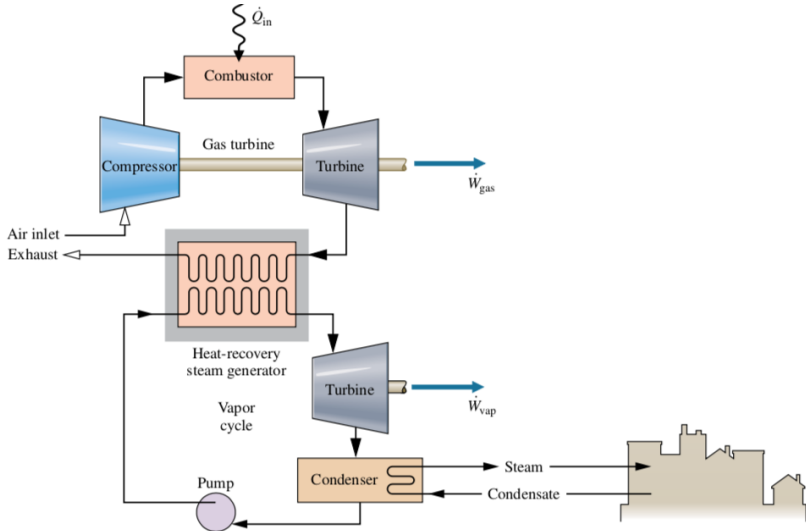 Q̇in
Combustor
Gas turbine
Compressor
Turbine
Ẇgas
Air inlet
Exhaust
Heat-recovery
steam generator
Turbine
Vapor
cycle
Ẇvap
Steam
Condenser
Pump
Condensate